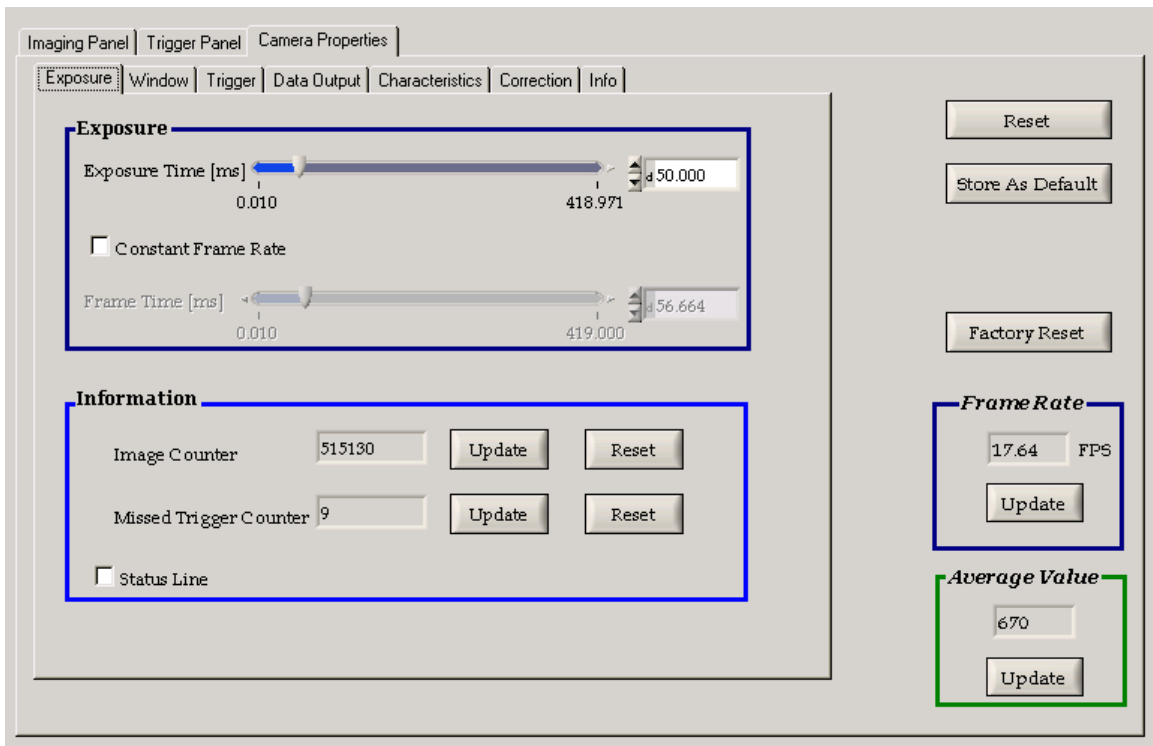 Imaging Panel Trigger Panel Camera Properties
Exposure Window Trigger Data Output Characteristics Correction Info
Exposure
Exposure Time [ms] d 50.000
0.010 418.971
Constant Frame Rate
Frame Time [ms] d 56.664
0.010 419.000
Information
Image Counter 515130 Update Reset
Missed Trigger Counter 9 Update Reset
Status Line
Reset
Store As Default
Factory Reset
Frame Rate
17.64 FPS
Update
Average Value
670
Update